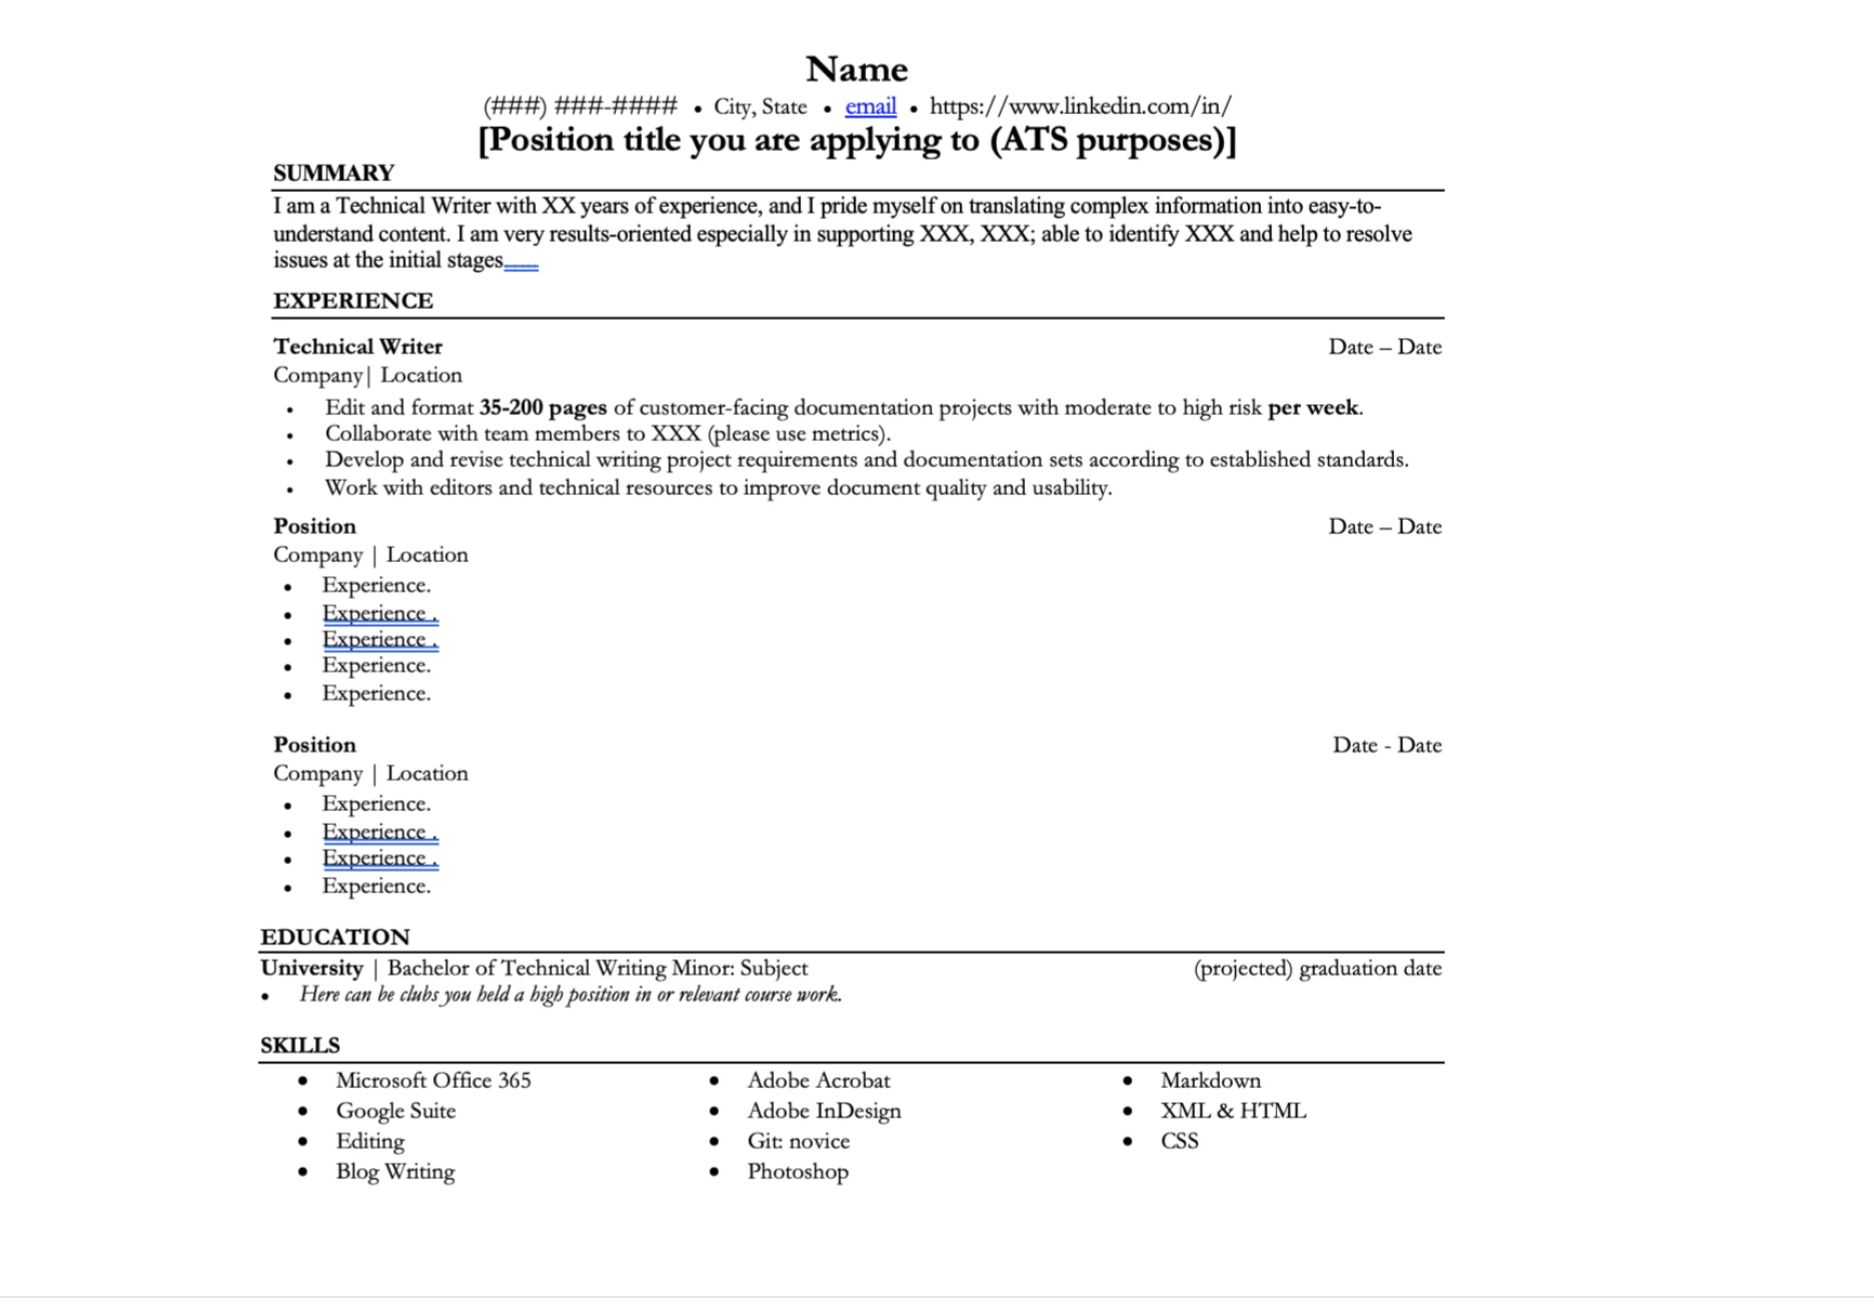 Name
(###) ###-#### • City, State • email • https://www.linkedin.com/in/
[Position title you are applying to (ATS purposes)]
SUMMARY
I am a Technical Writer with XX years of experience, and I pride myself on translating complex information into easy-to-
understand content. I am very results-oriented especially in supporting XXX, XXX; able to identify XXX and help to resolve
issues at the initial stages
EXPERIENCE
Technical Writer Date – Date
Company| Location
• Edit and format 35-200 pages of customer-facing documentation projects with moderate to high risk per week.
• Collaborate with team members to XXX (please use metrics).
• Develop and revise technical writing project requirements and documentation sets according to established standards.
• Work with editors and technical resources to improve document quality and usability.
Position Date – Date
Company | Location
• Experience.
• Experience .
• Experience .
• Experience.
• Experience.
Position Date - Date
Company | Location
• Experience.
• Experience .
• Experience .
• Experience.
EDUCATION
University | Bachelor of Technical Writing Minor: Subject (projected) graduation date
• Here can be clubs you held a high position in or relevant course work.
SKILLS
• Microsoft Office 365 • Adobe Acrobat • Markdown
• Google Suite • Adobe InDesign • XML & HTML
• Editing • Git: novice • CSS
• Blog Writing • Photoshop